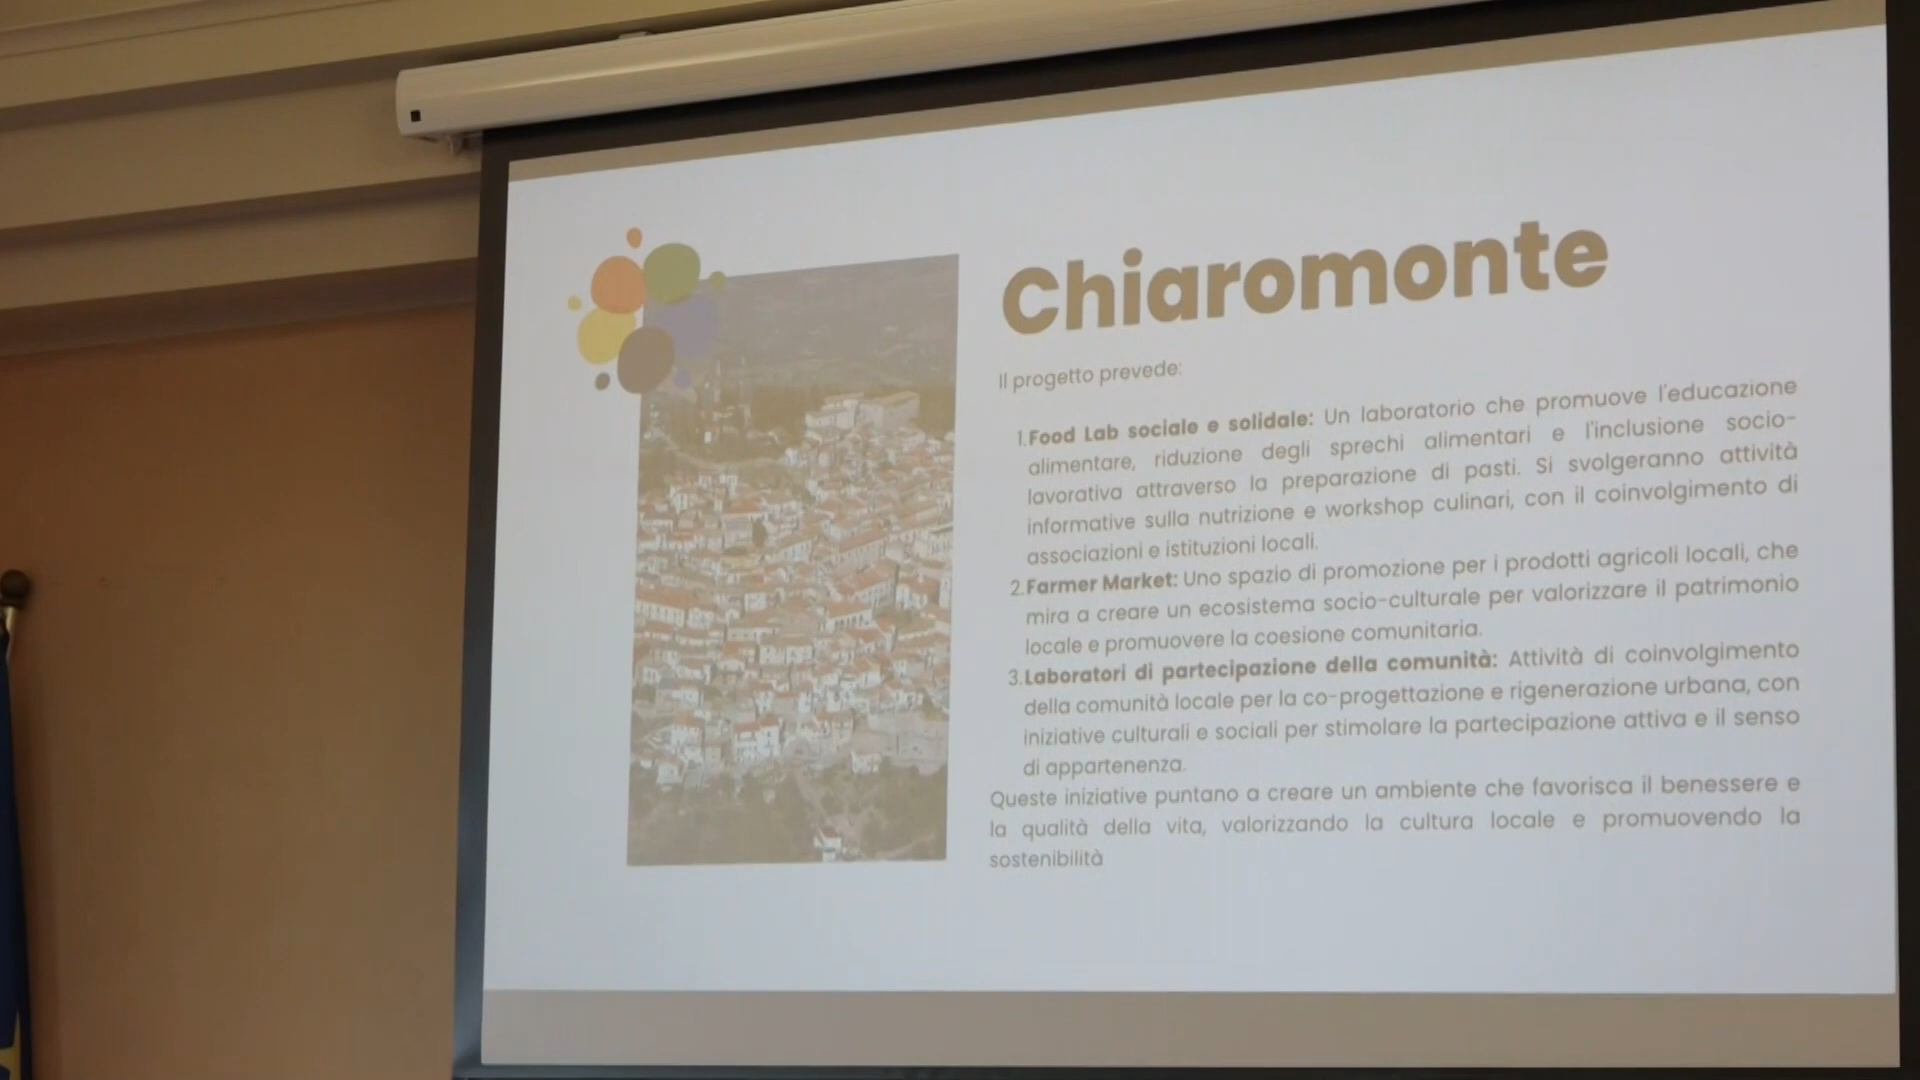 Chiaromonte
Il progetto prevede:
1.Food Lab sociale e solidale: Un laboratorio che promuove l'educazione
alimentare, riduzione degli sprechi alimentari e l'inclusione socio-
lavorativa attraverso la preparazione di pasti. Si svolgeranno attività
informative sulla nutrizione e workshop culinari, con il coinvolgimento di
associazioni e istituzioni locali.
2.Farmer Market: Uno spazio di promozione per i prodotti agricoli locali, che
mira a creare un ecosistema socio-culturale per valorizzare il patrimonio
locale e promuovere la coesione comunitaria.
3.Laboratori di partecipazione della comunità: Attività di coinvolgimento
della comunità locale per la co-progettazione e rigenerazione urbana, con
iniziative culturali e sociali per stimolare la partecipazione attiva e il senso
di appartenenza.
Queste iniziative puntano a creare un ambiente che favorisca il benessere e
la qualità della vita, valorizzando la cultura locale e promuovendo la
sostenibilità